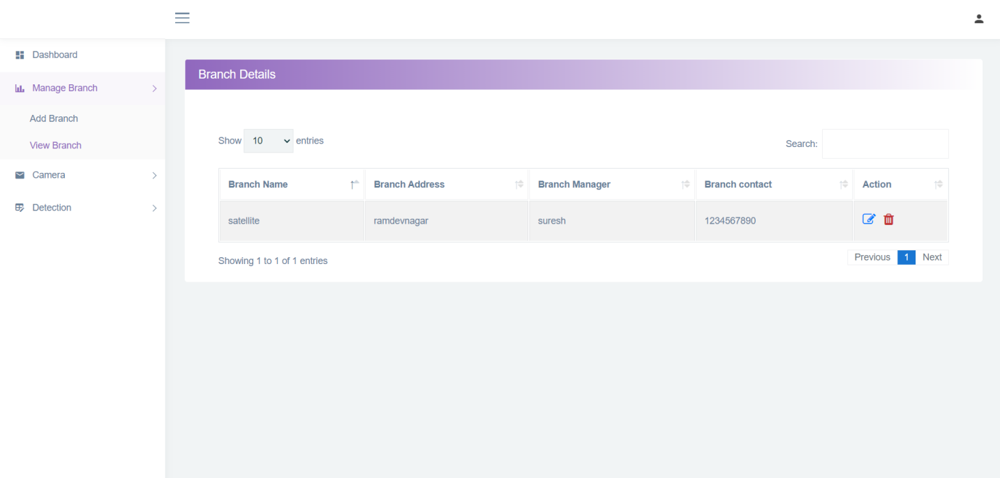 Dashboard
Manage Branch
Add Branch
View Branch
Camera
Detection
Branch Details
Show 10 entries
Search:
Branch Name Branch Address Branch Manager Branch contact Action
satellite ramdevnagar suresh 1234567890
Showing 1 to 1 of 1 entries
Previous 1 Next